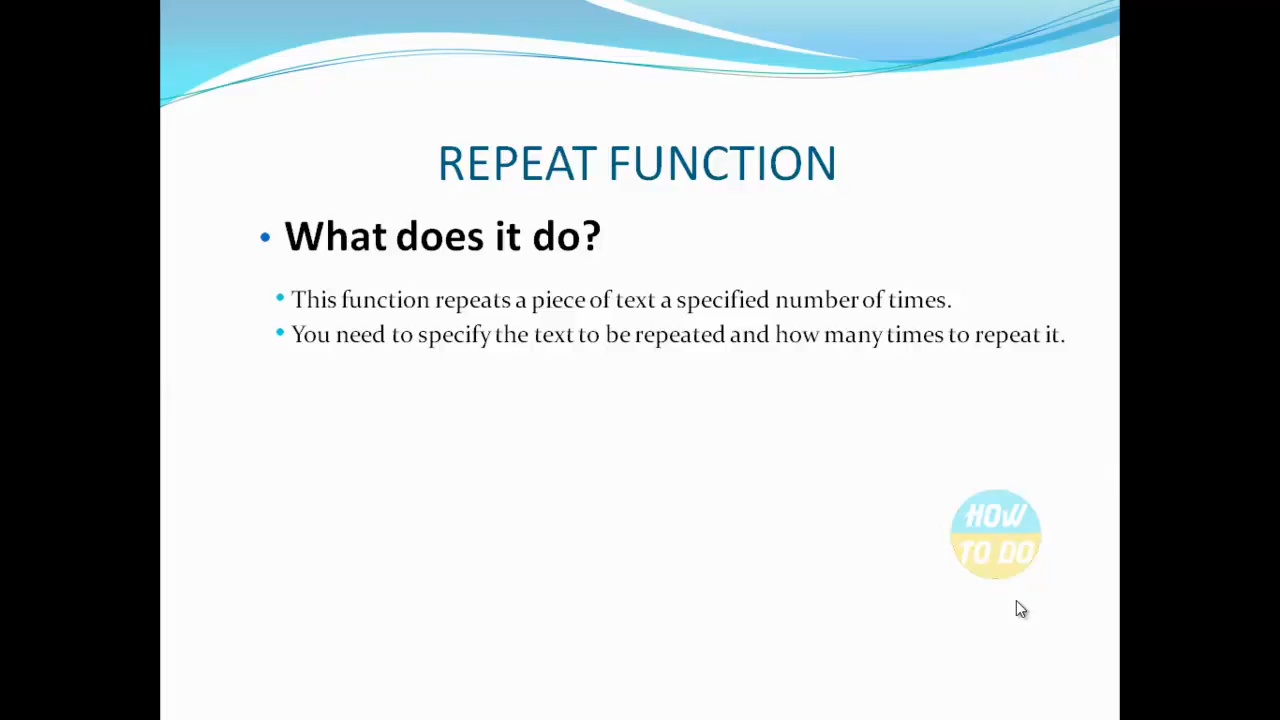 REPEAT FUNCTION
• What does it do?
• This function repeats a piece of text a specified number of times.
• You need to specify the text to be repeated and how many times to repeat it.
HOW
TO DO